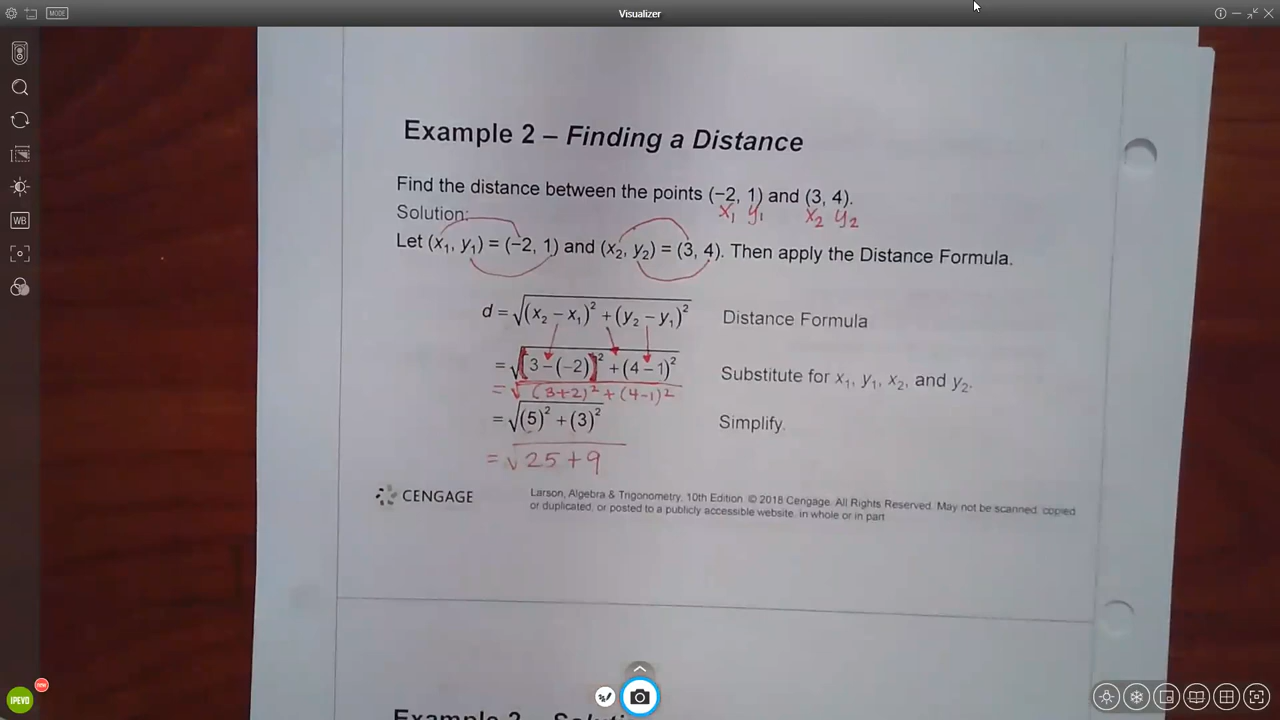 MODE
Visualizer
Example 2 – Finding a Distance
Find the distance between the points (−2, 1) and (3, 4).
x₁ y₁ x₂ y₂
Solution:
Let (x₁, y₁) = (−2, 1) and (x₂, y₂) = (3, 4). Then apply the Distance Formula.
d = √((x₂ − x₁)² + (y₂ − y₁)²) Distance Formula
= √([3 − (−2)]² + (4 − 1)²) Substitute for x₁, y₁, x₂, and y₂.
= √((3+2)² + (4-1)²)
= √((5)² + (3)²) Simplify.
= √(25 + 9)
CENGAGE
Larson, Algebra & Trigonometry, 10th Edition. © 2018 Cengage. All Rights Reserved. May not be scanned, copied
or duplicated, or posted to a publicly accessible website, in whole or in part
WB
new
IPEVO